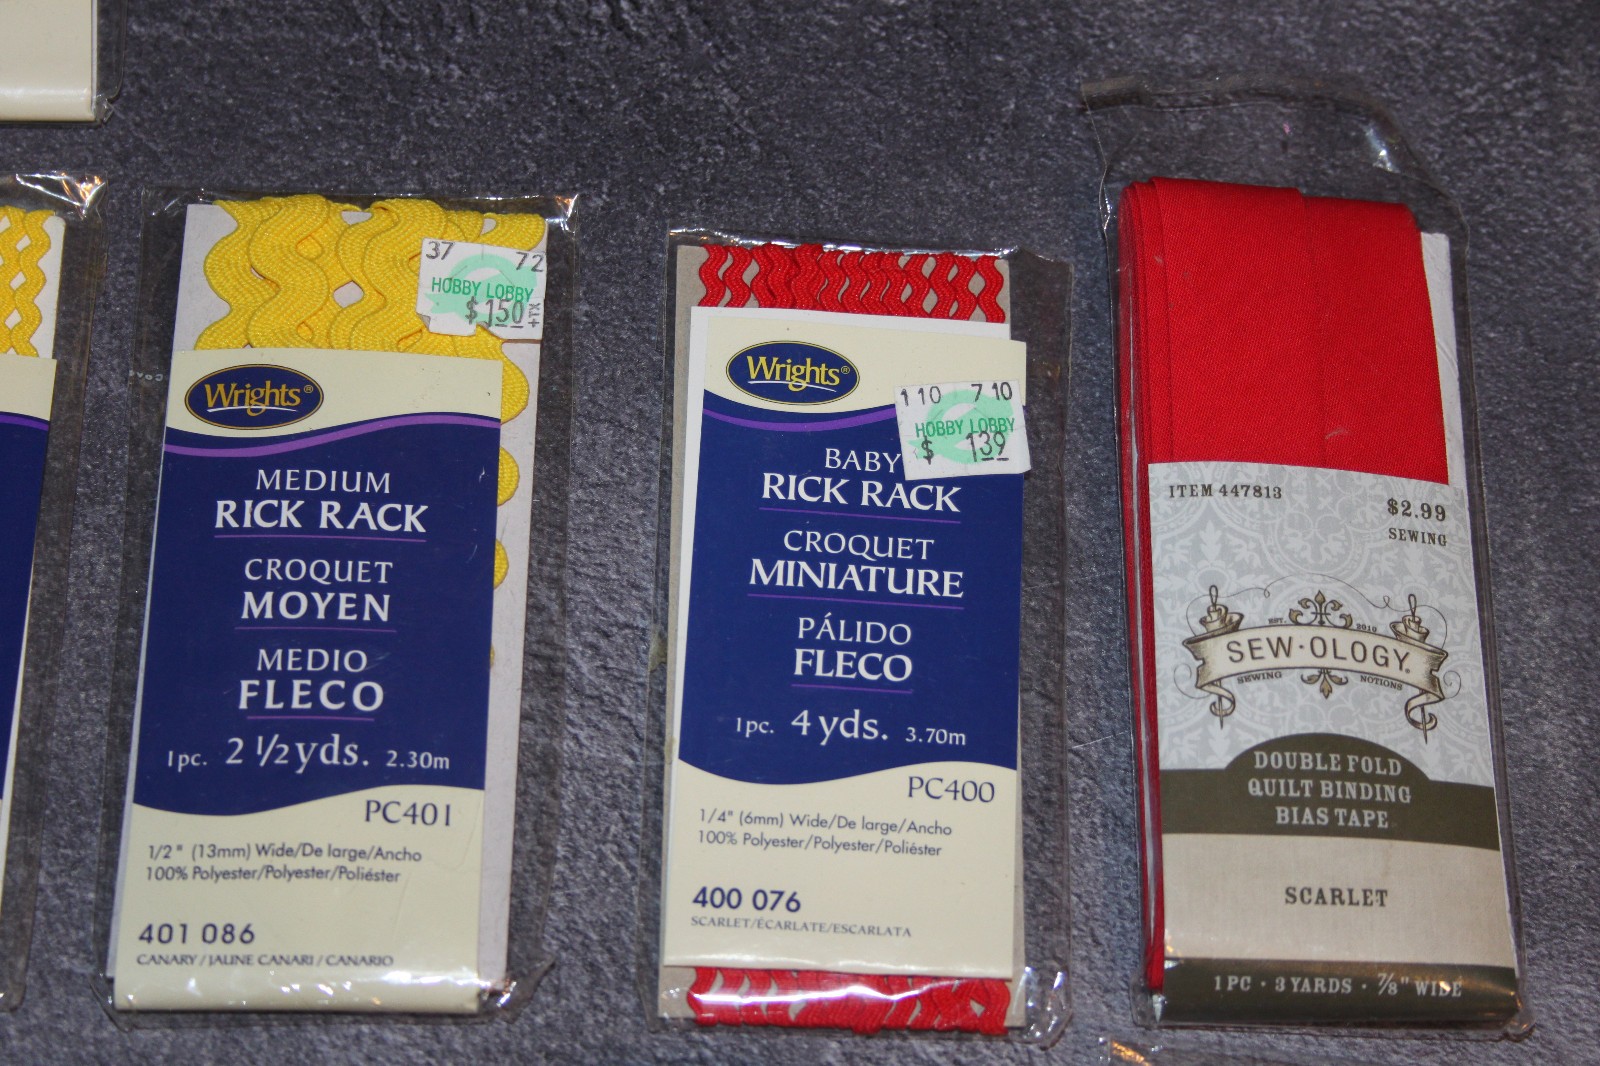 37 72
HOBBY LOBBY
$ 1.50 +TX
Wrights®
MEDIUM
RICK RACK
CROQUET
MOYEN
MEDIO
FLECO
1pc. 2 1/2 yds. 2.30m
PC401
1/2" (13mm) Wide/De large/Ancho
100% Polyester/Polyester/Poliéster
401 086
CANARY / JAUNE CANARI / CANARIO
Wrights®
110 7 10
HOBBY LOBBY
$ 1.39
BABY
RICK RACK
CROQUET
MINIATURE
PÁLIDO
FLECO
1pc. 4 yds. 3.70m
PC400
1/4" (6mm) Wide/De large/Ancho
100% Polyester/Polyester/Poliéster
400 076
SCARLET/ÉCARLATE/ESCARLATA
ITEM 447813
$2.99
SEWING
EST. 2010
SEW·OLOGY
SEWING NOTIONS
DOUBLE FOLD
QUILT BINDING
BIAS TAPE
SCARLET
1 PC · 3 YARDS · 7/8" WIDE